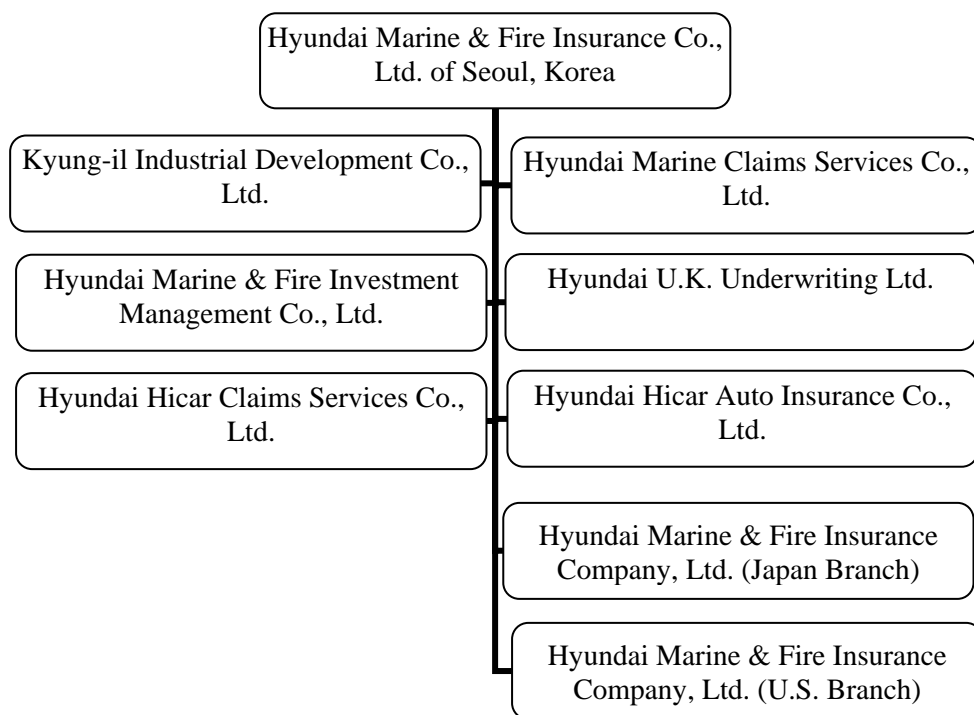 Hyundai Marine & Fire Insurance Co.,
Ltd. of Seoul, Korea
Kyung-il Industrial Development Co.,
Ltd.
Hyundai Marine Claims Services Co.,
Ltd.
Hyundai Marine & Fire Investment
Management Co., Ltd.
Hyundai U.K. Underwriting Ltd.
Hyundai Hicar Claims Services Co.,
Ltd.
Hyundai Hicar Auto Insurance Co.,
Ltd.
Hyundai Marine & Fire Insurance
Company, Ltd. (Japan Branch)
Hyundai Marine & Fire Insurance
Company, Ltd. (U.S. Branch)